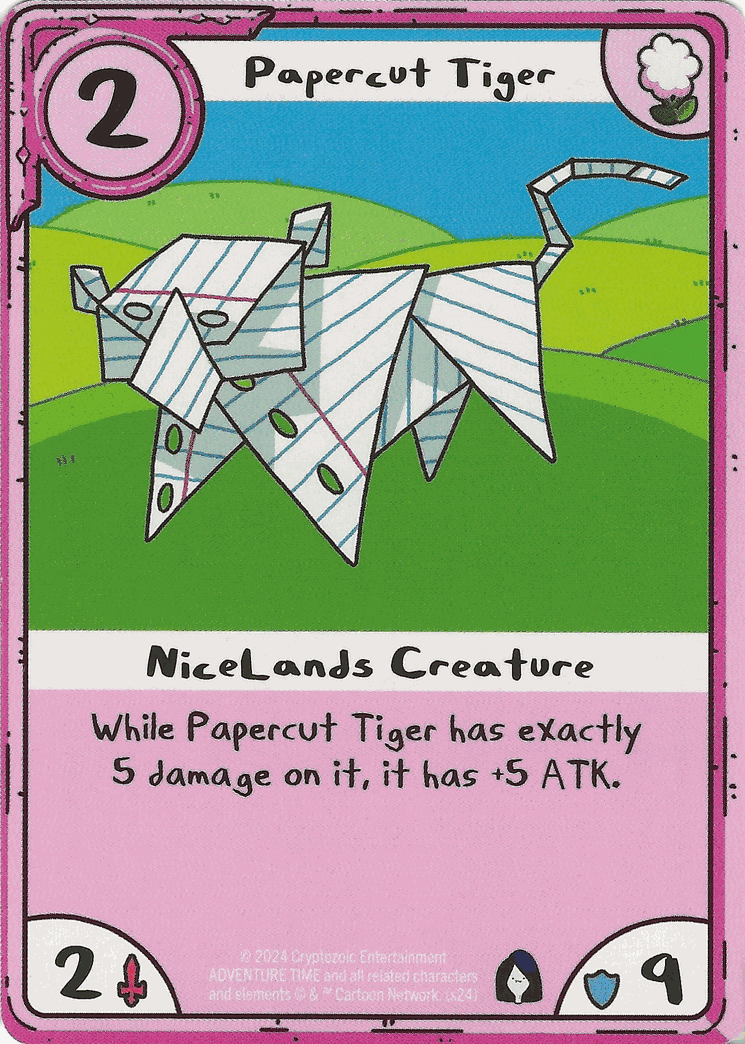 2
Papercut Tiger
NiceLands Creature
While Papercut Tiger has exactly
5 damage on it, it has +5 ATK.
2
© 2024 Cryptozoic Entertainment
ADVENTURE TIME and all related characters
and elements © & ™ Cartoon Network. (s24)
9